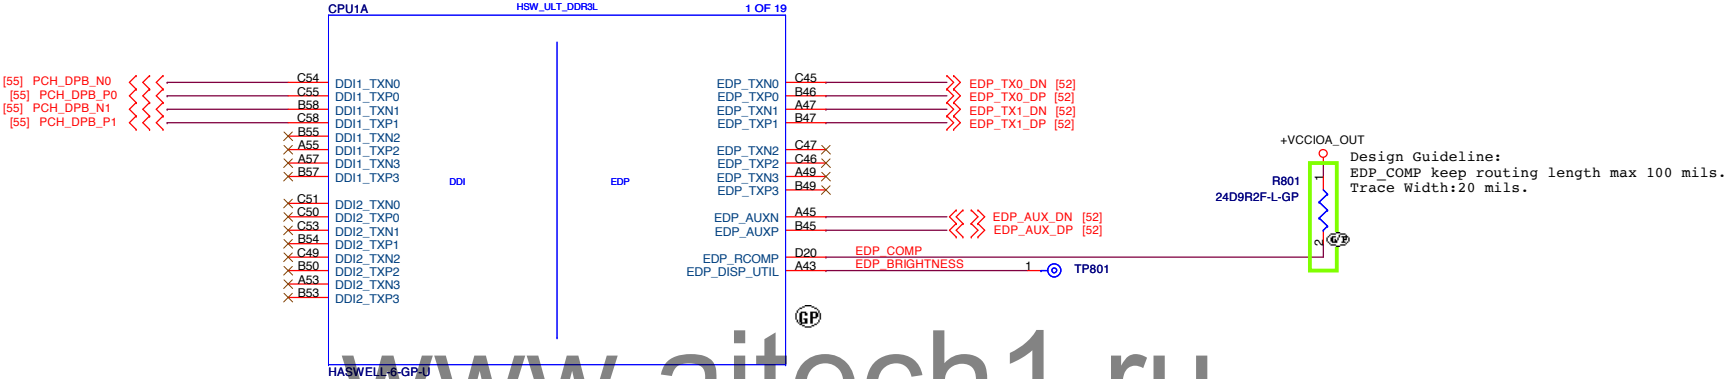 CPU1A HSW_ULT_DDR3L 1 OF 19
[55] PCH_DPB_N0 C54 DDI1_TXN0 EDP_TXN0 C45 EDP_TX0_DN [52]
[55] PCH_DPB_P0 C55 DDI1_TXP0 EDP_TXP0 B46 EDP_TX0_DP [52]
[55] PCH_DPB_N1 B58 DDI1_TXN1 EDP_TXN1 A47 EDP_TX1_DN [52]
[55] PCH_DPB_P1 C58 DDI1_TXP1 EDP_TXP1 B47 EDP_TX1_DP [52]
B55 DDI1_TXN2
A55 DDI1_TXP2 EDP_TXN2 C47
A57 DDI1_TXN3 EDP_TXP2 C46
B57 DDI1_TXP3 EDP_TXN3 A49
EDP_TXP3 B49
DDI EDP
C51 DDI2_TXN0
C50 DDI2_TXP0 EDP_AUXN A45 EDP_AUX_DN [52]
C53 DDI2_TXN1 EDP_AUXP B45 EDP_AUX_DP [52]
B54 DDI2_TXP1
C49 DDI2_TXN2 EDP_RCOMP D20 EDP_COMP
B50 DDI2_TXP2 EDP_DISP_UTIL A43 EDP_BRIGHTNESS 1 TP801
A53 DDI2_TXN3
B53 DDI2_TXP3
+VCCIOA_OUT
1
R801
24D9R2F-L-GP
2
GP
Design Guideline:
EDP_COMP keep routing length max 100 mils.
Trace Width:20 mils.
GP
HASWELL-6-GP-U
www.aitech1.ru